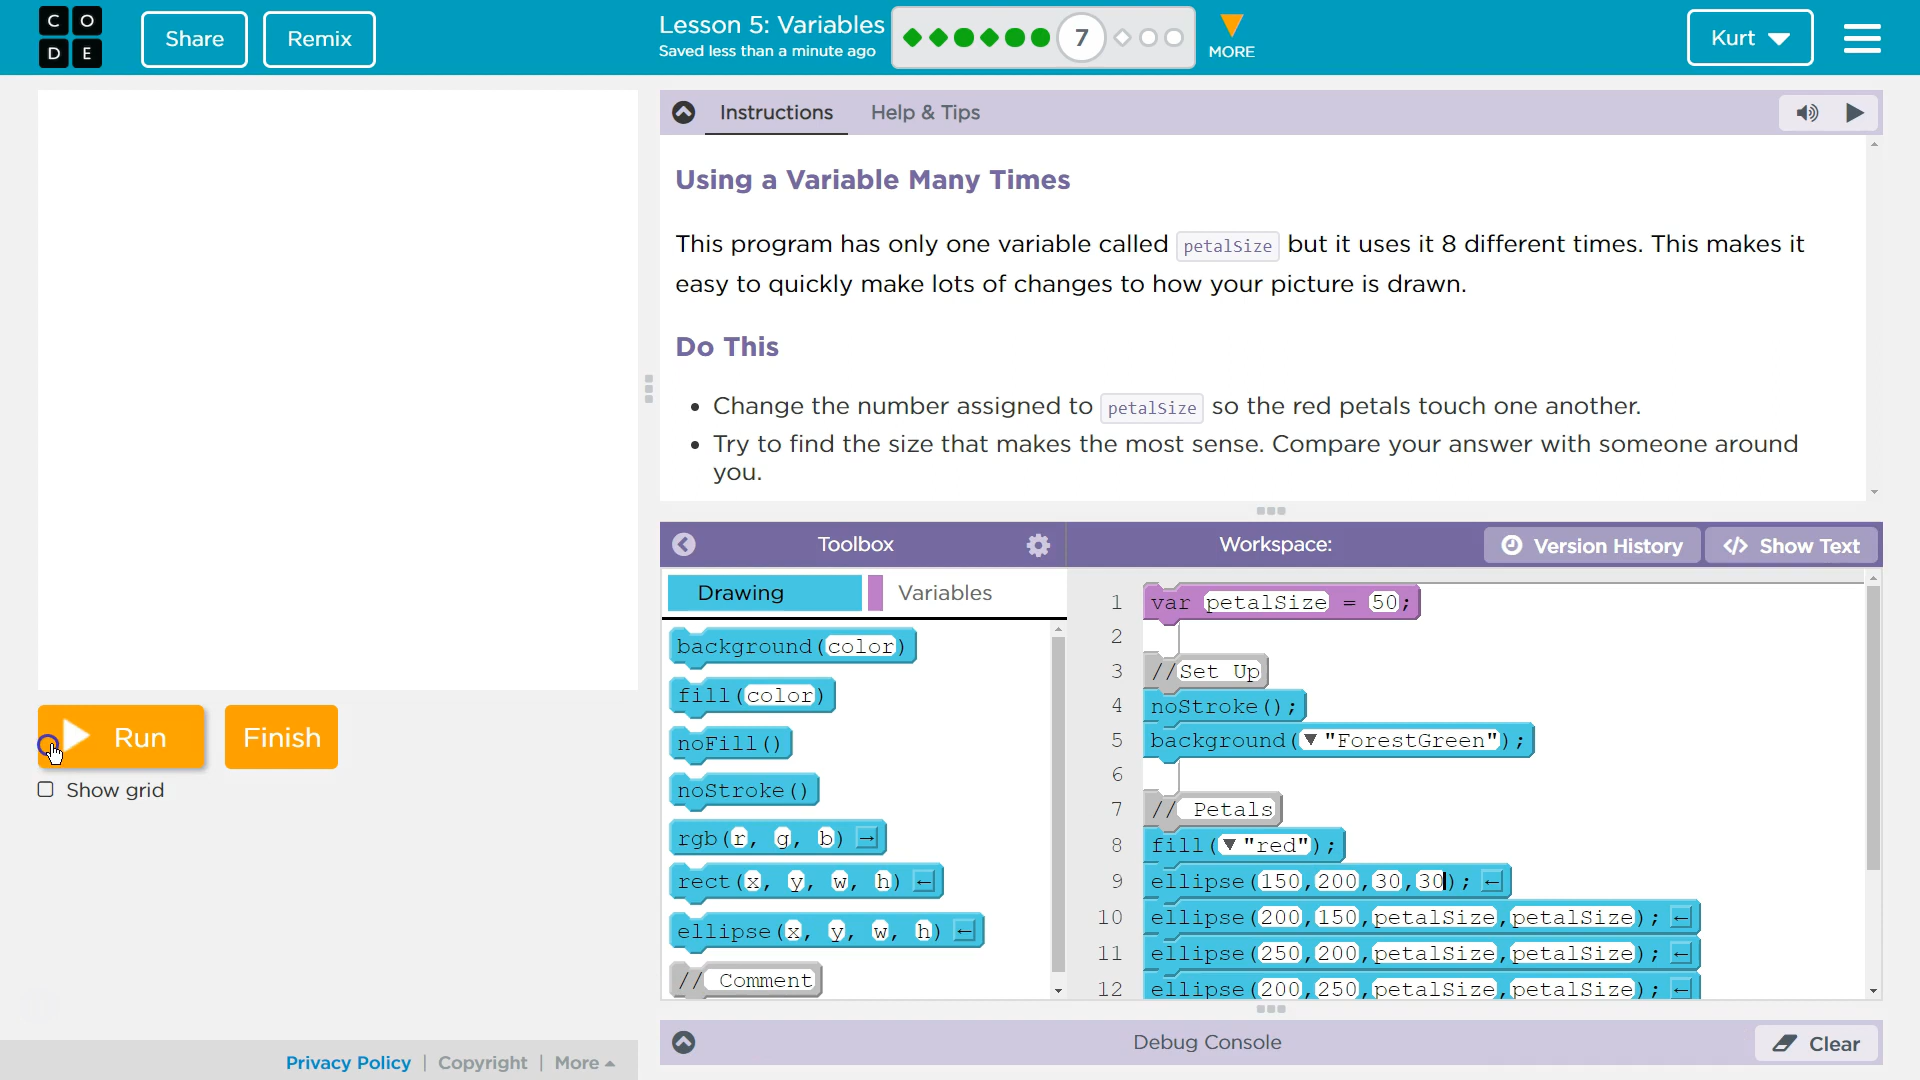 C O
D E
Share
Remix
Lesson 5: Variables
Saved less than a minute ago
7
MORE
Kurt
Instructions
Help & Tips
Using a Variable Many Times
This program has only one variable called petalSize but it uses it 8 different times. This makes it
easy to quickly make lots of changes to how your picture is drawn.
Do This
• Change the number assigned to petalSize so the red petals touch one another.
• Try to find the size that makes the most sense. Compare your answer with someone around
you.
Run
Finish
Show grid
Toolbox
Workspace:
Version History
</> Show Text
Drawing
Variables
background(color)
fill(color)
noFill()
noStroke()
rgb(r, g, b) →
rect(x, y, w, h) ←
ellipse(x, y, w, h) ←
// Comment
1 var petalSize = 50;
2
3 //Set Up
4 noStroke();
5 background(▼"ForestGreen");
6
7 // Petals
8 fill(▼"red");
9 ellipse(150,200,30,30); ←
10 ellipse(200,150,petalSize,petalSize); ←
11 ellipse(250,200,petalSize,petalSize); ←
12 ellipse(200,250,petalSize,petalSize); ←
Debug Console
Clear
Privacy Policy | Copyright | More